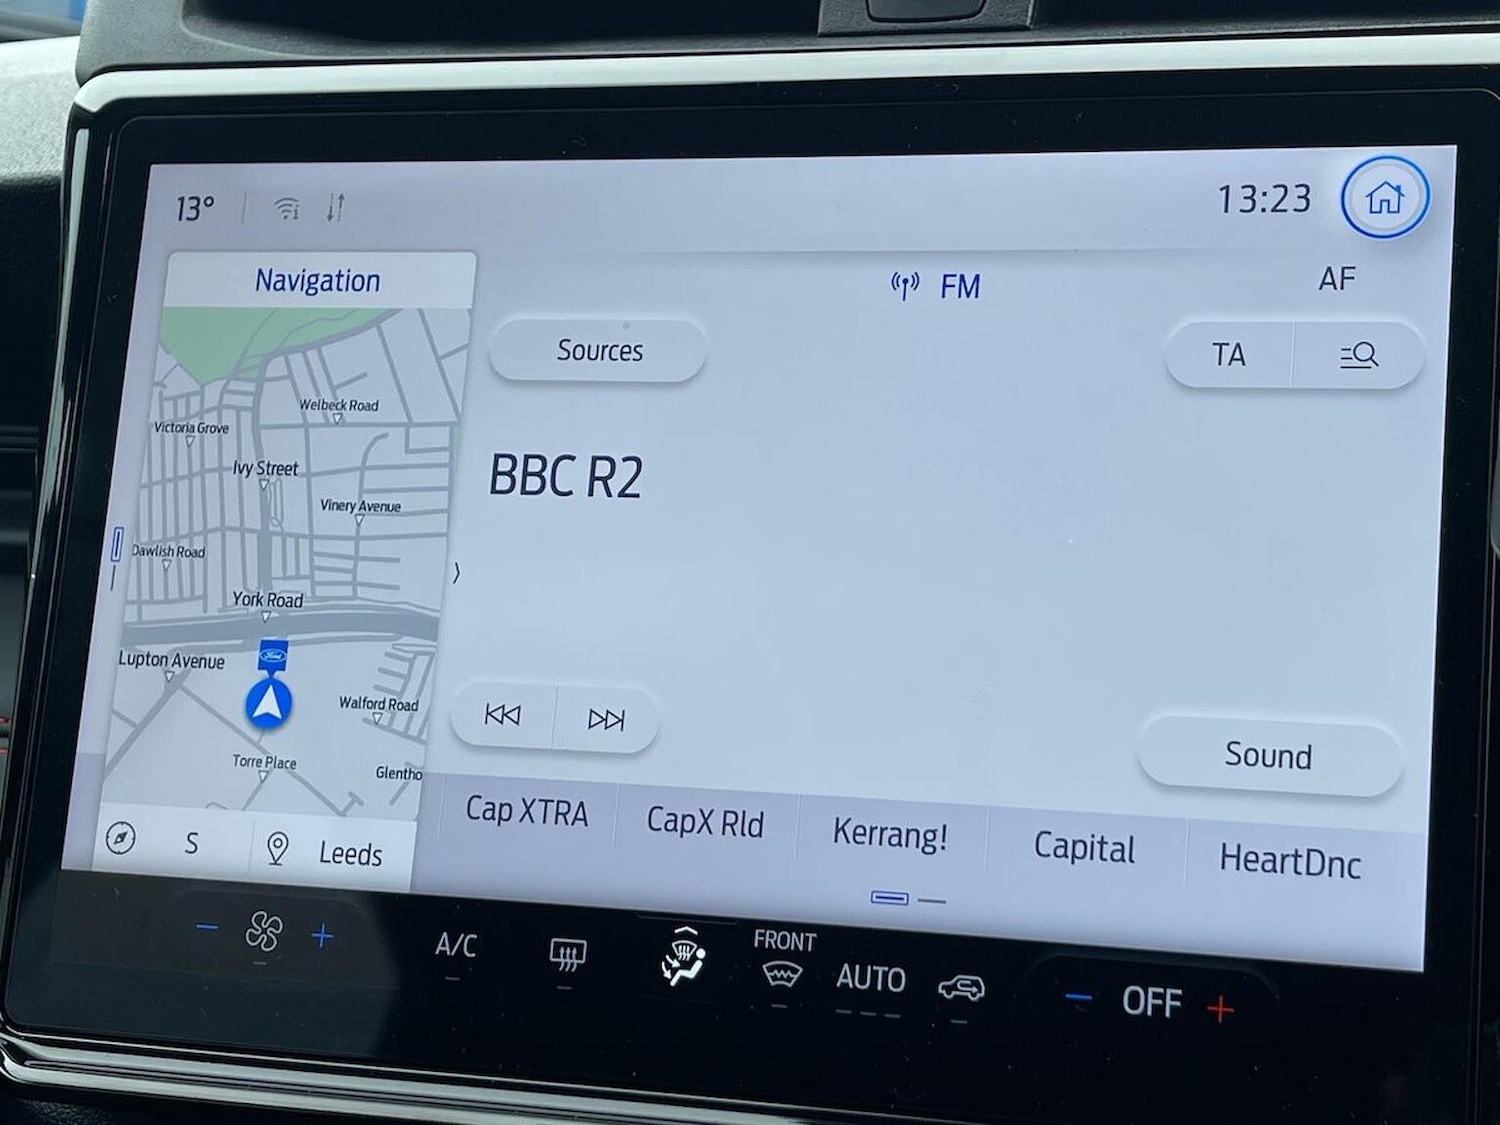 13°
13:23
Navigation
FM
AF
Sources
TA
Welbeck Road
Victoria Grove
Ivy Street
Vinery Avenue
BBC R2
Dawlish Road
York Road
Ford
Lupton Avenue
Walford Road
Torre Place
Glentho
Sound
Cap XTRA
CapX Rld
Kerrang!
Capital
HeartDnc
S
Leeds
A/C
FRONT
AUTO
OFF